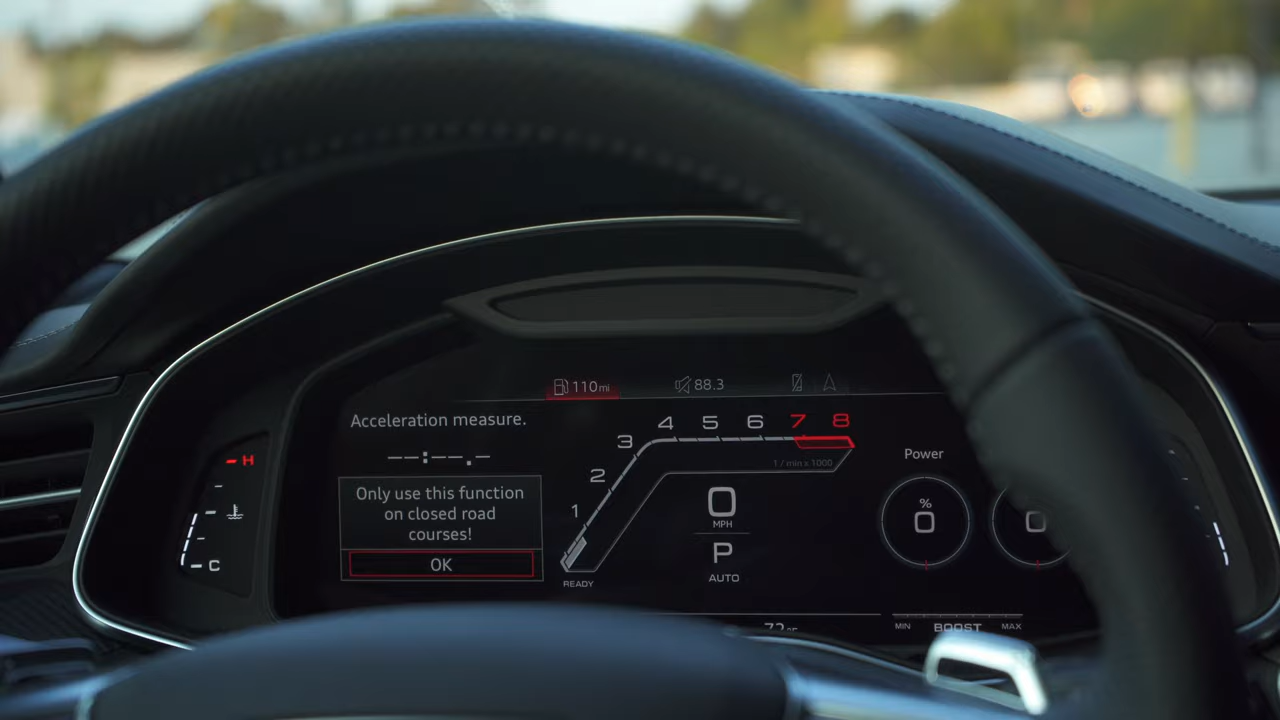 110mi
88.3
Acceleration measure.
--:--.-
Only use this function
on closed road
courses!
OK
H
C
1
2
3
4
5
6
7
8
1 / min x 1000
READY
0
MPH
P
AUTO
Power
%
0
0
MIN BOOST MAX
72°F